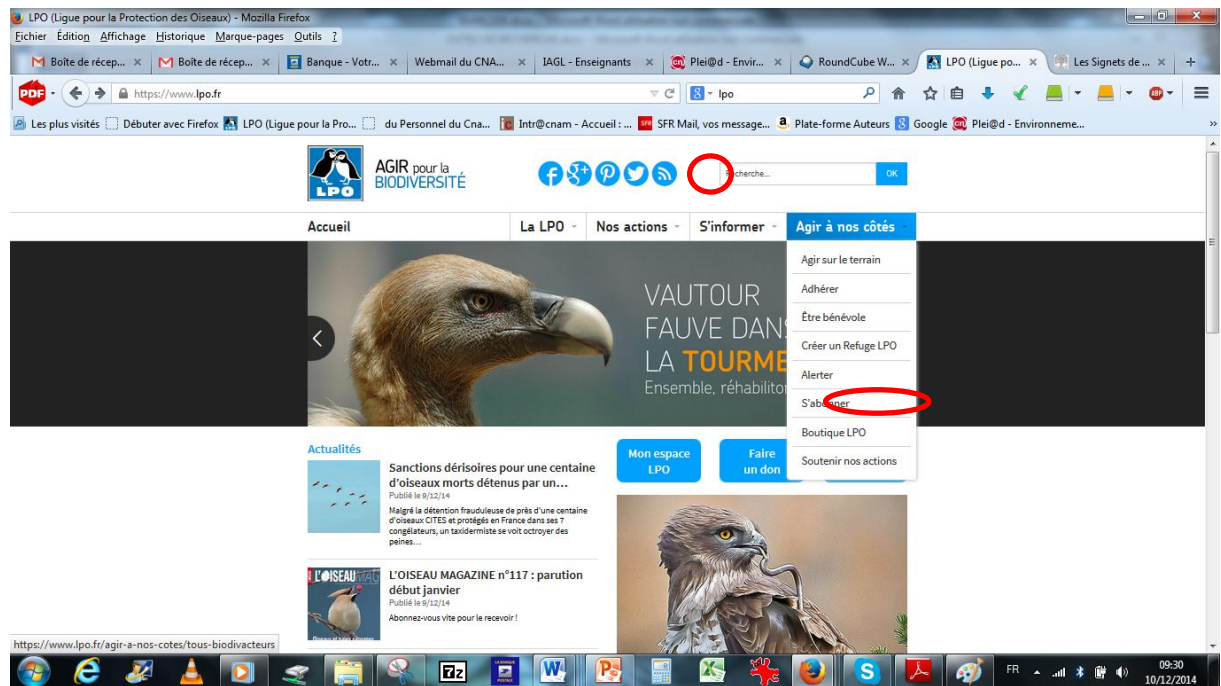 LPO (Ligue pour la Protection des Oiseaux) - Mozilla Firefox
Fichier Édition Affichage Historique Marque-pages Outils ?
Boîte de récep... Boîte de récep... Banque - Votr... Webmail du CNA... IAGL - Enseignants Plei@d - Envir... RoundCube W... LPO (Ligue po... Les Signets de ...
PDF https://www.lpo.fr lpo
Les plus visités Débuter avec Firefox LPO (Ligue pour la Pro... du Personnel du Cna... Intr@cnam - Accueil : ... SFR Mail, vos message... Plate-forme Auteurs Google Plei@d - Environneme... »
LPO
AGIR pour la
BIODIVERSITÉ
Recherche... OK
Accueil La LPO Nos actions S'informer Agir à nos côtés
Agir sur le terrain
Adhérer
Être bénévole
Créer un Refuge LPO
Alerter
S'abonner
Boutique LPO
Soutenir nos actions
VAUTOUR
FAUVE DANS
LA TOURME
Ensemble, réhabiliton
Actualités
Sanctions dérisoires pour une centaine
d'oiseaux morts détenus par un...
Publié le 9/12/14
Malgré la détention frauduleuse de près d'une centaine
d'oiseaux CITES et protégés en France dans ses 7
congélateurs, un taxidermiste se voit octroyer des
peines...
Mon espace
LPO
Faire
un don
L'OISEAU MAG
L'OISEAU MAGAZINE n°117 : parution
début janvier
Publié le 9/12/14
Abonnez-vous vite pour le recevoir !
https://www.lpo.fr/agir-a-nos-cotes/tous-biodivacteurs
FR 09:30
10/12/2014